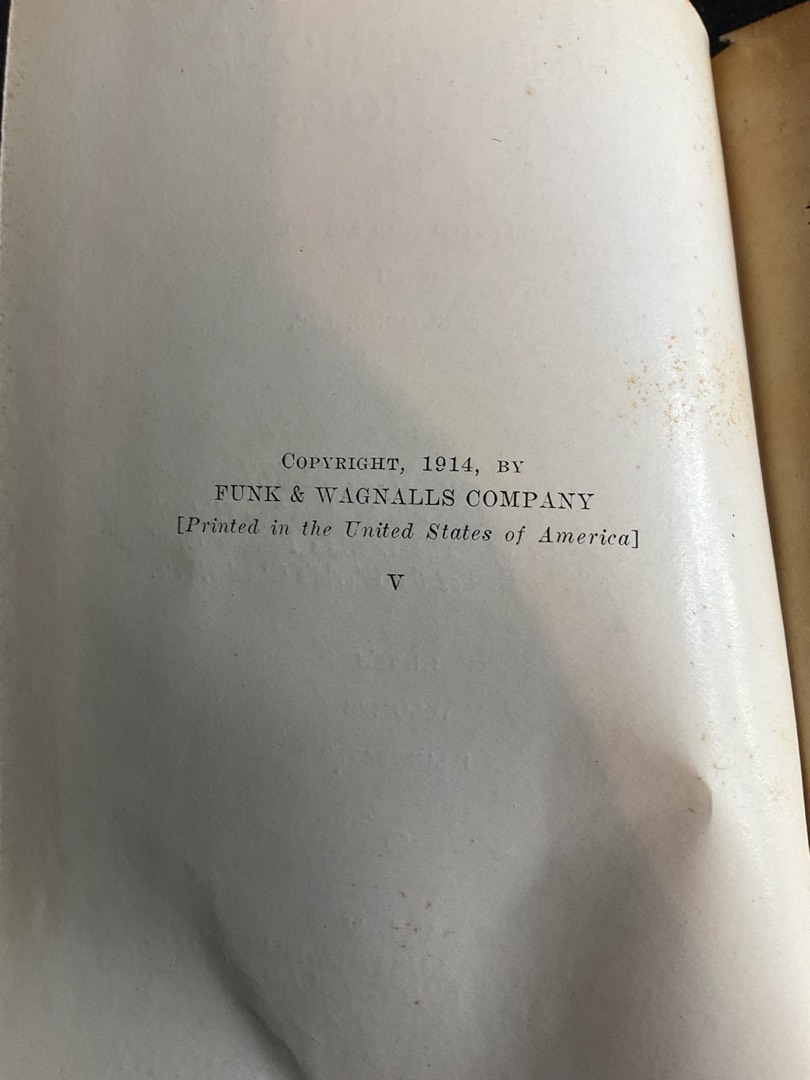 COPYRIGHT, 1914, BY
FUNK & WAGNALLS COMPANY
[Printed in the United States of America]
V